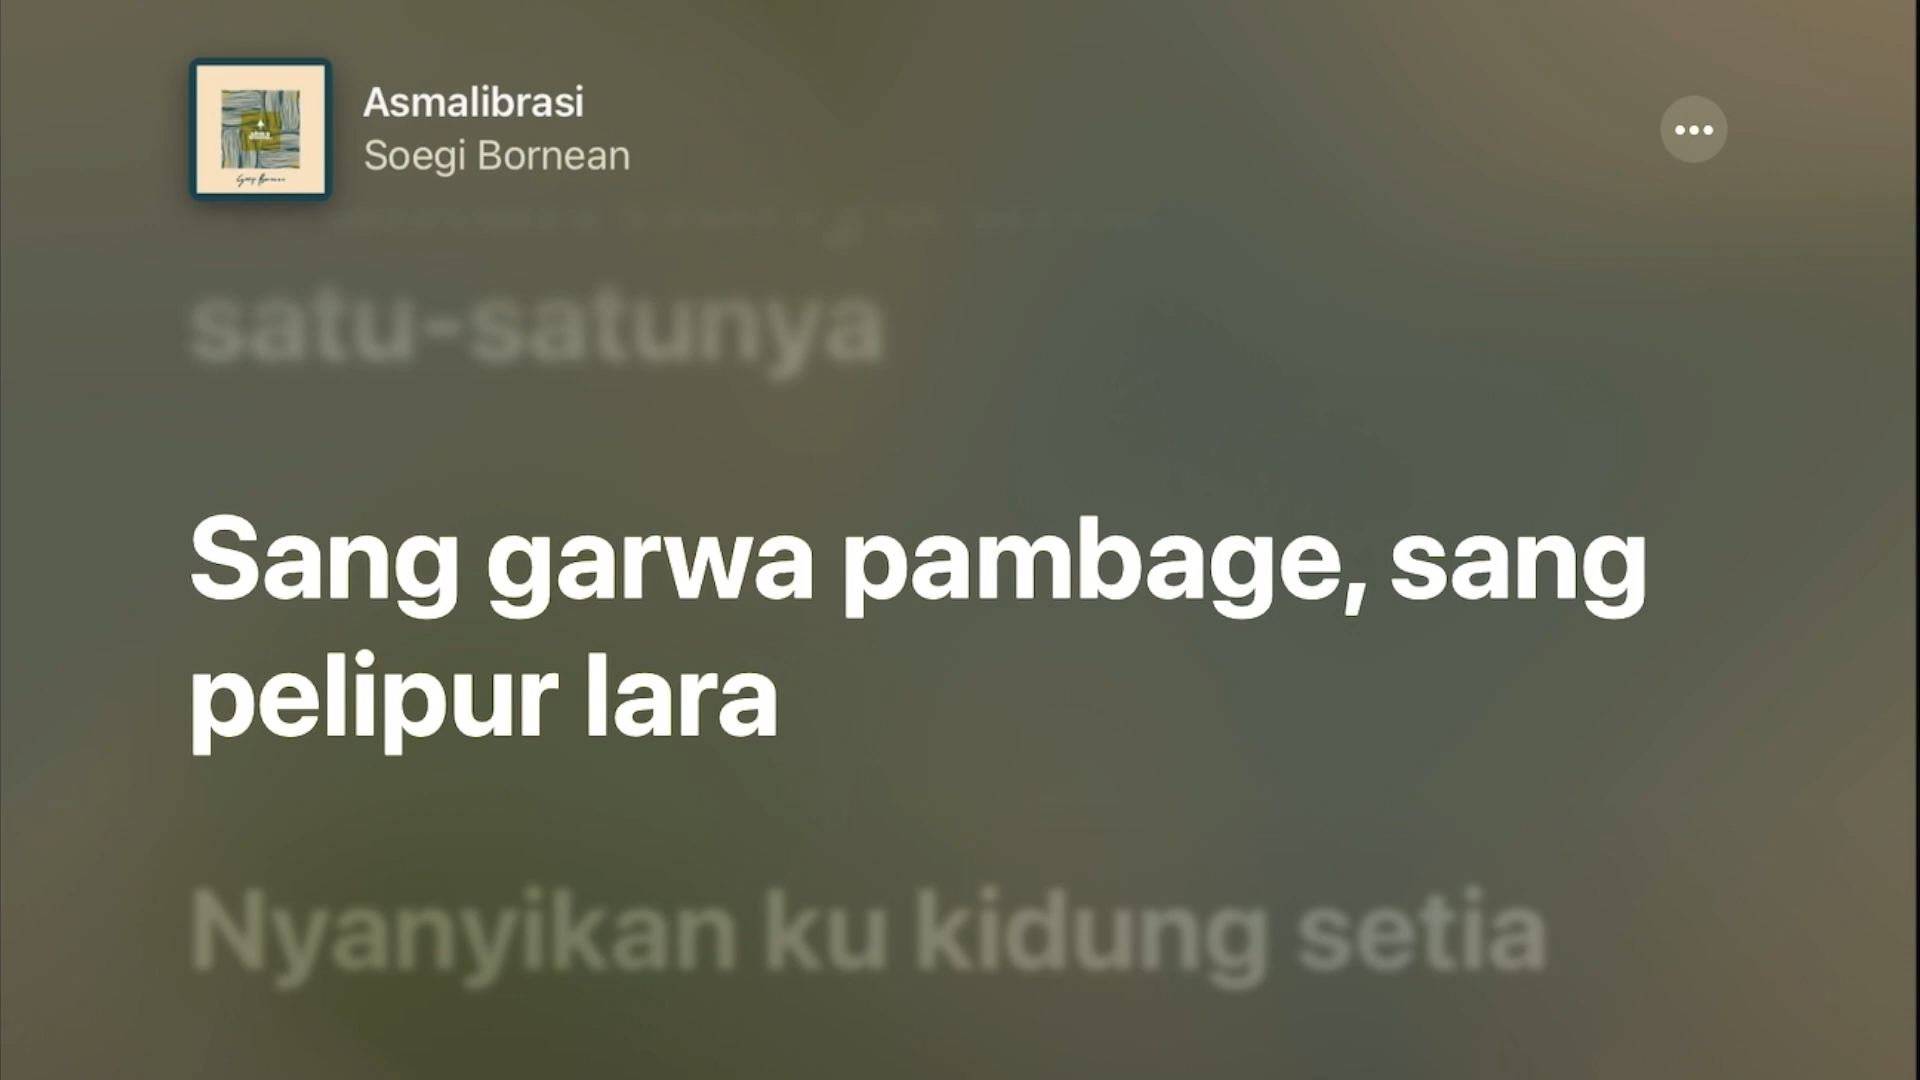 Asmalibrasi
Soegi Bornean
satu-satunya
Sang garwa pambage, sang
pelipur lara
Nyanyikan ku kidung setia